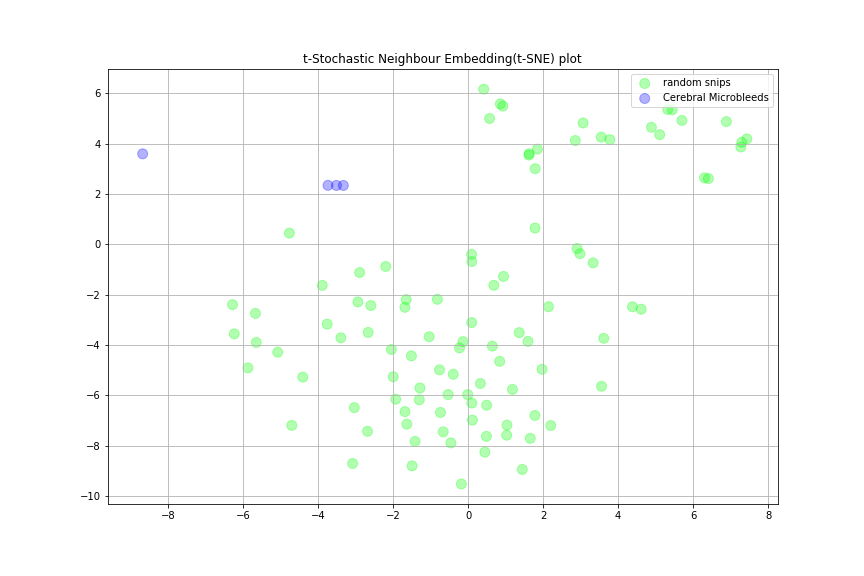 t-Stochastic Neighbour Embedding(t-SNE) plot
random snips
Cerebral Microbleeds
6
4
2
0
−2
−4
−6
−8
−10
−8 −6 −4 −2 0 2 4 6 8